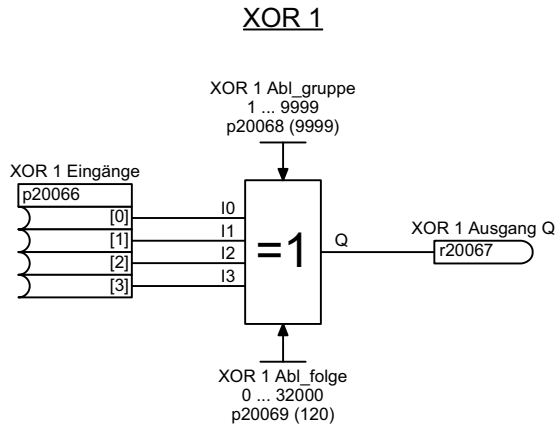 XOR 1
XOR 1 Abl_gruppe
1 ... 9999
p20068 (9999)
XOR 1 Eingänge
p20066
[0] I0
[1] I1
[2] I2
[3] I3
=1
Q
XOR 1 Ausgang Q
r20067
XOR 1 Abl_folge
0 ... 32000
p20069 (120)